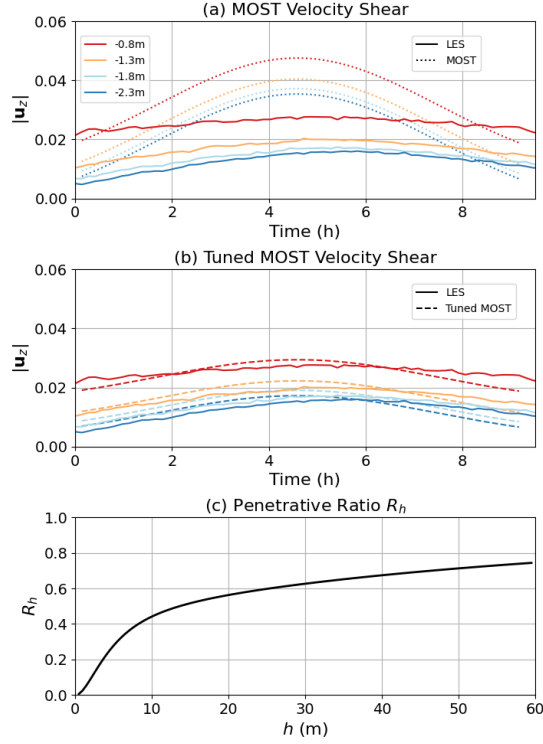 (a) MOST Velocity Shear
0.06
0.04
0.02
0.00
|u_z|
-0.8m
-1.3m
-1.8m
-2.3m
LES
MOST
0 2 4 6 8
Time (h)
(b) Tuned MOST Velocity Shear
0.06
0.04
0.02
0.00
|u_z|
LES
Tuned MOST
0 2 4 6 8
Time (h)
(c) Penetrative Ratio R_h
1.0
0.8
0.6
0.4
0.2
0.0
R_h
0 10 20 30 40 50 60
h (m)